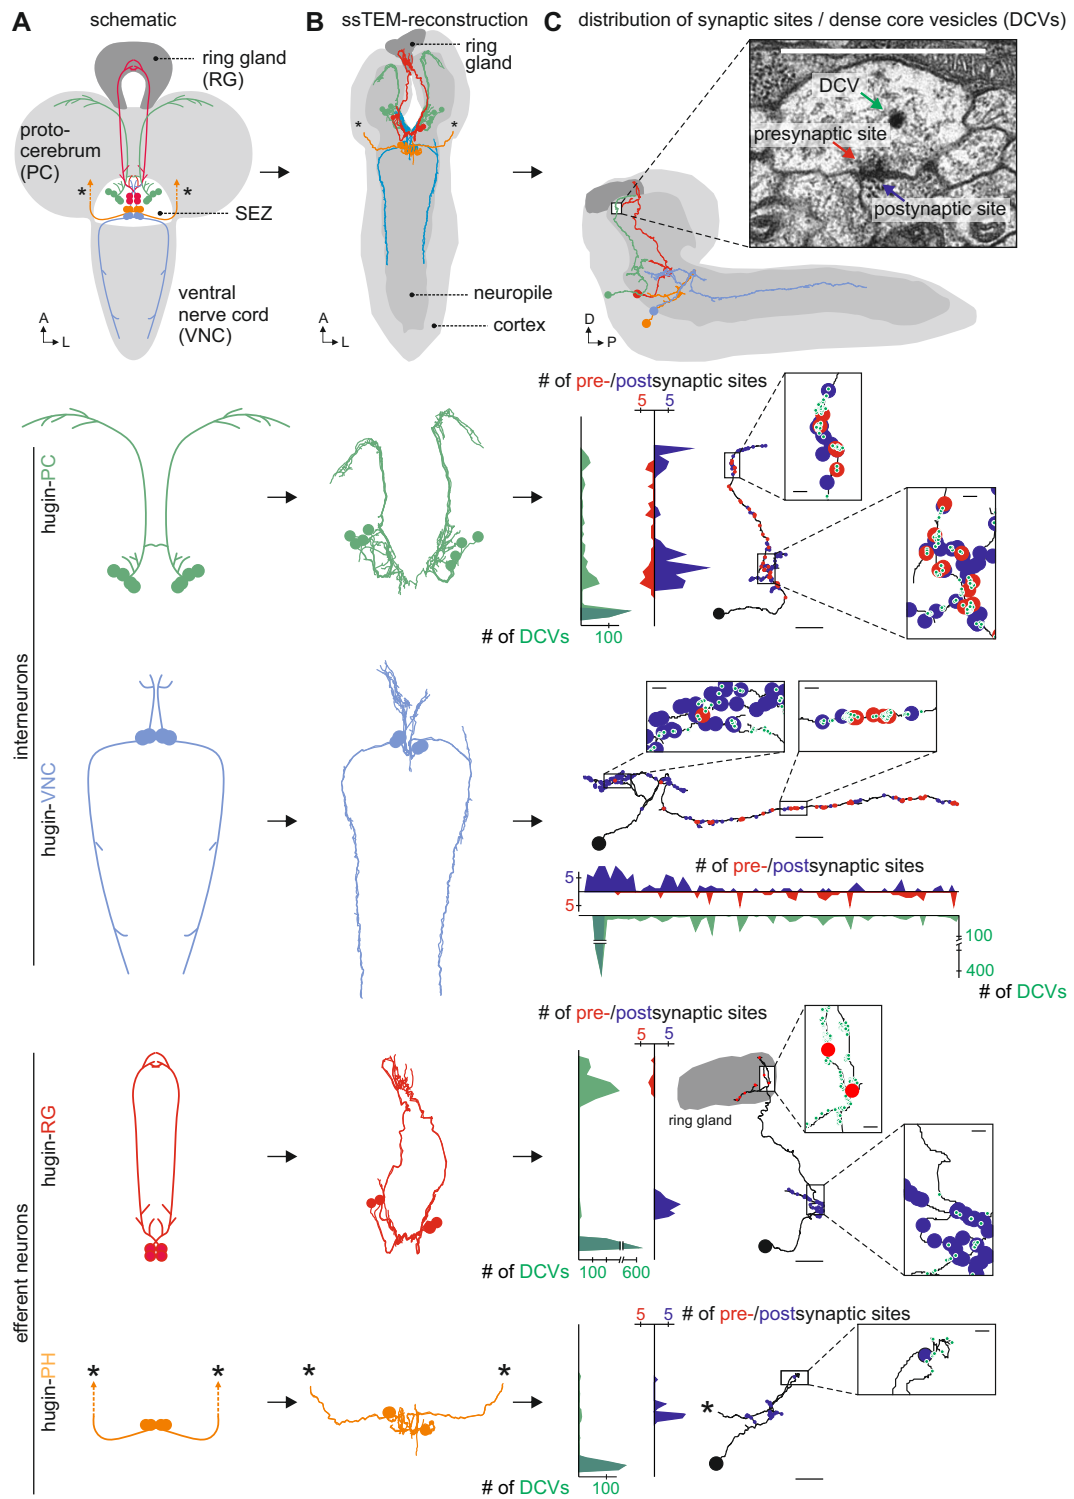 A
schematic
B
ssTEM-reconstruction
C
distribution of synaptic sites / dense core vesicles (DCVs)
ring gland
(RG)
proto-
cerebrum
(PC)
*
*
SEZ
ventral
nerve cord
(VNC)
A
L
ring
gland
*
*
neuropile
cortex
A
L
DCV
presynaptic site
postynaptic site
D
P
interneurons
hugin-PC
# of pre-/postsynaptic sites
5
5
# of DCVs
100
hugin-VNC
# of pre-/postsynaptic sites
5
5
100
400
# of DCVs
efferent neurons
hugin-RG
# of pre-/postsynaptic sites
5
5
ring gland
# of DCVs
100
600
hugin-PH
*
*
*
*
5
5
# of pre-/postsynaptic sites
*
# of DCVs
100